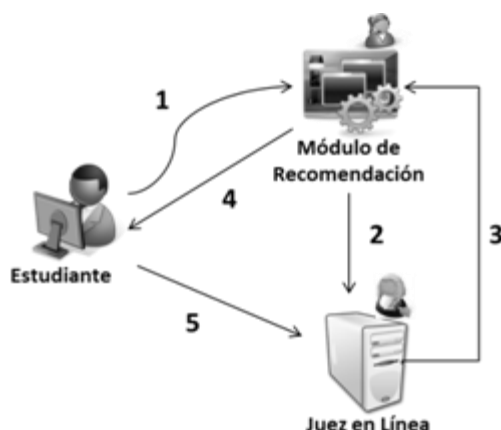 1
Módulo de
Recomendación
4
2
3
Estudiante
5
Juez en Línea